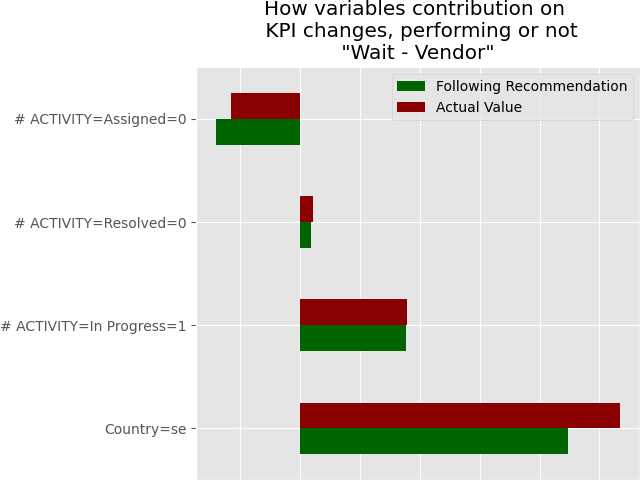 How variables contribution on
KPI changes, performing or not
"Wait - Vendor"
Following Recommendation
Actual Value
# ACTIVITY=Assigned=0
# ACTIVITY=Resolved=0
# ACTIVITY=In Progress=1
Country=se